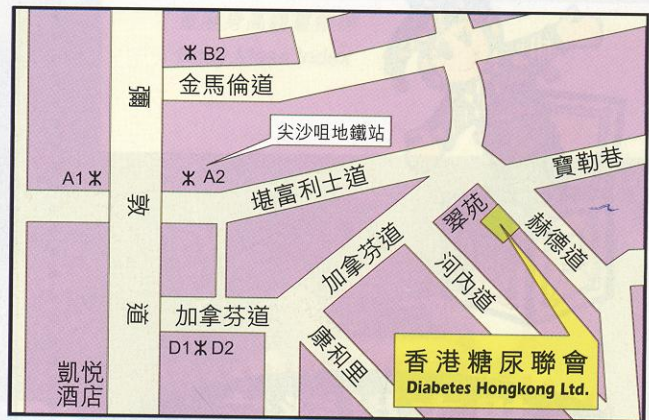 B2
金馬倫道
尖沙咀地鐵站
彌敦道
A1
A2
堪富利士道
寶勒巷
翠苑
赫德道
加拿芬道
河內道
加拿芬道
D1
D2
康和里
凱悦
酒店
香港糖尿聯會
Diabetes Hongkong Ltd.